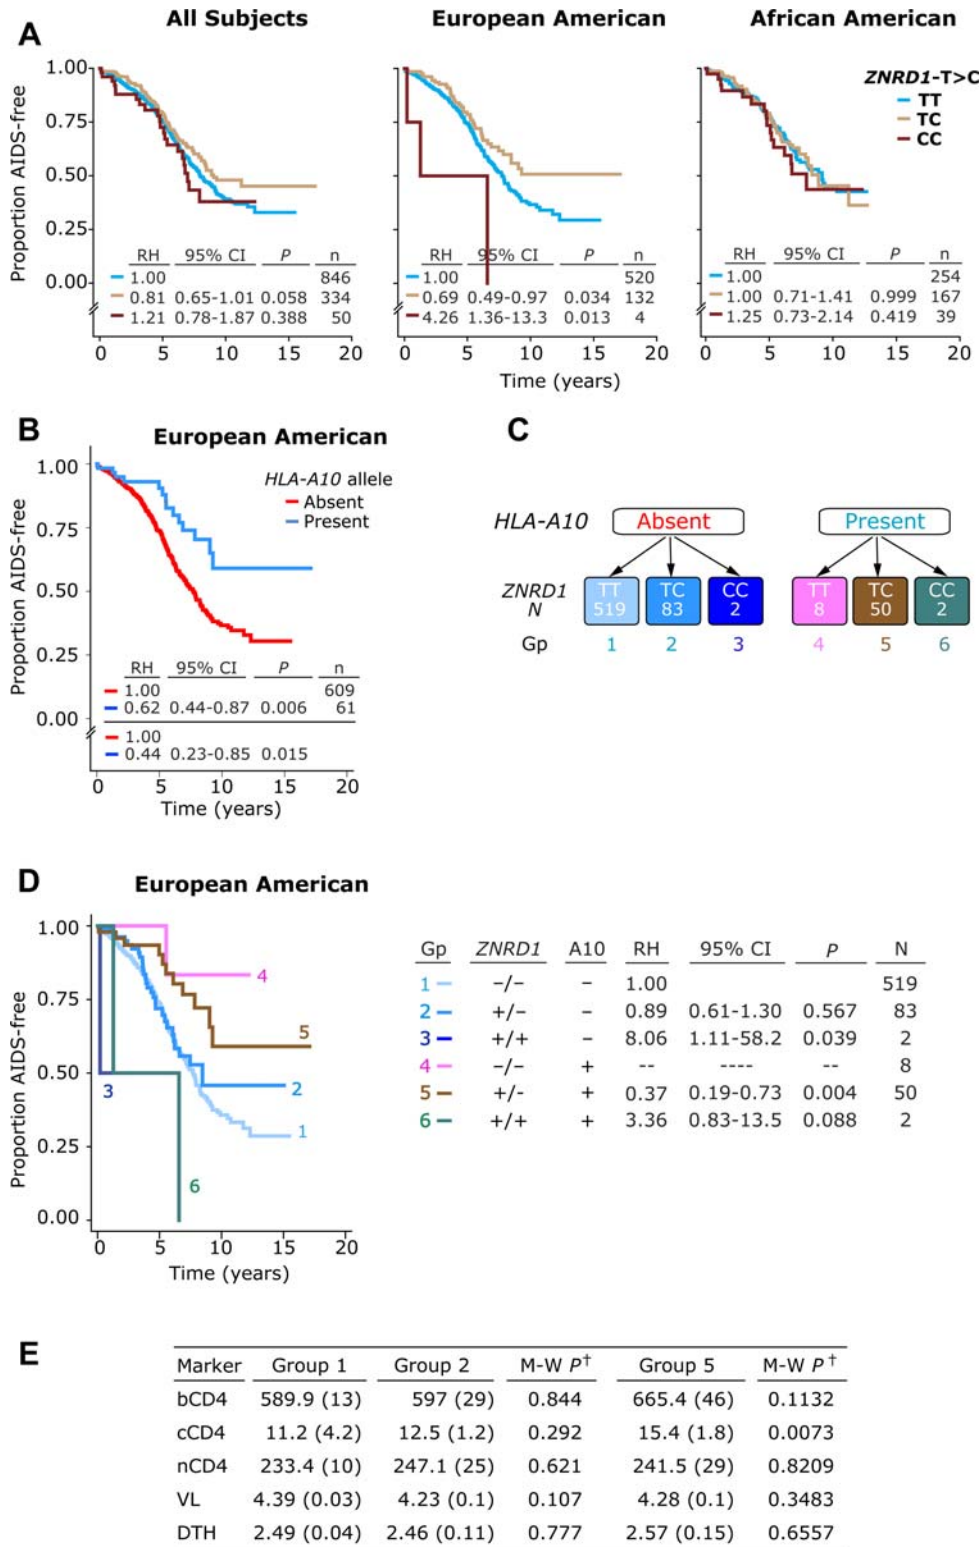 A
All Subjects
European American
African American
ZNRD1-T>C
TT
TC
CC
Proportion AIDS-free
1.00
0.75
0.50
0.25
0.00
RH 95% CI P n
1.00 846
0.81 0.65-1.01 0.058 334
1.21 0.78-1.87 0.388 50
0 5 10 15 20
RH 95% CI P n
1.00 520
0.69 0.49-0.97 0.034 132
4.26 1.36-13.3 0.013 4
0 5 10 15 20
RH 95% CI P n
1.00 254
1.00 0.71-1.41 0.999 167
1.25 0.73-2.14 0.419 39
0 5 10 15 20
Time (years)
B
European American
HLA-A10 allele
Absent
Present
Proportion AIDS-free
1.00
0.75
0.50
0.25
0.00
RH 95% CI P n
1.00 609
0.62 0.44-0.87 0.006 61
1.00
0.44 0.23-0.85 0.015
0 5 10 15 20
Time (years)
C
HLA-A10 Absent Present
ZNRD1 TT TC CC TT TC CC
N 519 83 2 8 50 2
Gp 1 2 3 4 5 6
D
European American
Proportion AIDS-free
1.00
0.75
0.50
0.25
0.00
4
5
3
2
1
6
0 5 10 15 20
Time (years)
Gp ZNRD1 A10 RH 95% CI P N
1 −/− − 1.00 519
2 +/- − 0.89 0.61-1.30 0.567 83
3 +/+ − 8.06 1.11-58.2 0.039 2
4 −/− + -- ---- -- 8
5 +/- + 0.37 0.19-0.73 0.004 50
6 +/+ + 3.36 0.83-13.5 0.088 2
E
Marker Group 1 Group 2 M-W P† Group 5 M-W P†
bCD4 589.9 (13) 597 (29) 0.844 665.4 (46) 0.1132
cCD4 11.2 (4.2) 12.5 (1.2) 0.292 15.4 (1.8) 0.0073
nCD4 233.4 (10) 247.1 (25) 0.621 241.5 (29) 0.8209
VL 4.39 (0.03) 4.23 (0.1) 0.107 4.28 (0.1) 0.3483
DTH 2.49 (0.04) 2.46 (0.11) 0.777 2.57 (0.15) 0.6557